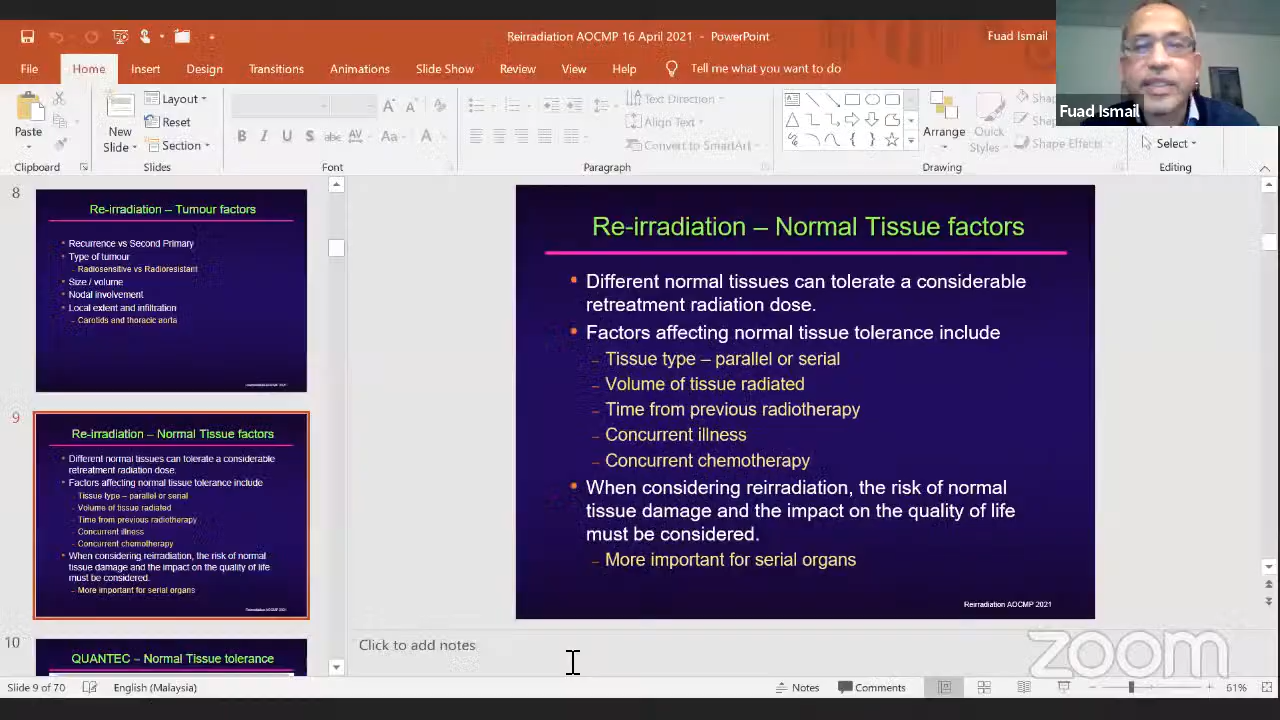 Reirradiation AOCMP 16 April 2021 - PowerPoint
Fuad Ismail
File Home Insert Design Transitions Animations Slide Show Review View Help Tell me what you want to do
Fuad Ismail
Paste
Clipboard
New Slide
Layout
Reset
Section
Slides
B I U S abc AV Aa A
Font
Text Direction
Align Text
Convert to SmartArt
Paragraph
Arrange
Quick Styles
Shape Effects
Drawing
Select
Editing
8
Re-irradiation – Tumour factors
Recurrence vs Second Primary
Type of tumour
– Radiosensitive vs Radioresistant
Size / volume
Nodal involvement
Local extent and infiltration
– Carotids and thoracic aorta
9
Re-irradiation – Normal Tissue factors
Different normal tissues can tolerate a considerable
retreatment radiation dose.
Factors affecting normal tissue tolerance include
– Tissue type – parallel or serial
– Volume of tissue radiated
– Time from previous radiotherapy
– Concurrent illness
– Concurrent chemotherapy
When considering reirradiation, the risk of normal
tissue damage and the impact on the quality of life
must be considered.
– More important for serial organs
Reirradiation AOCMP 2021
10
QUANTEC – Normal Tissue tolerance
Re-irradiation – Normal Tissue factors
Different normal tissues can tolerate a considerable
retreatment radiation dose.
Factors affecting normal tissue tolerance include
– Tissue type – parallel or serial
– Volume of tissue radiated
– Time from previous radiotherapy
– Concurrent illness
– Concurrent chemotherapy
When considering reirradiation, the risk of normal
tissue damage and the impact on the quality of life
must be considered.
– More important for serial organs
Reirradiation AOCMP 2021
Click to add notes
zoom
Slide 9 of 70 English (Malaysia) Notes Comments 61%